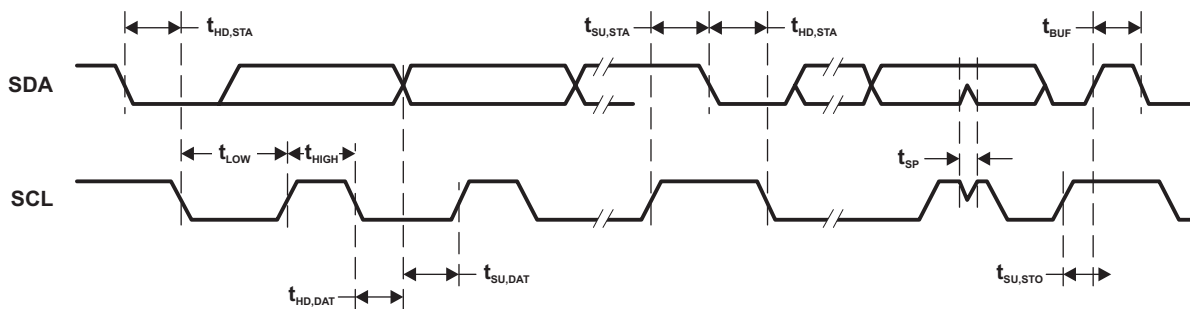 tHD,STA
tSU,STA
tHD,STA
tBUF
SDA
tLOW
tHIGH
tSP
SCL
tSU,DAT
tSU,STO
tHD,DAT